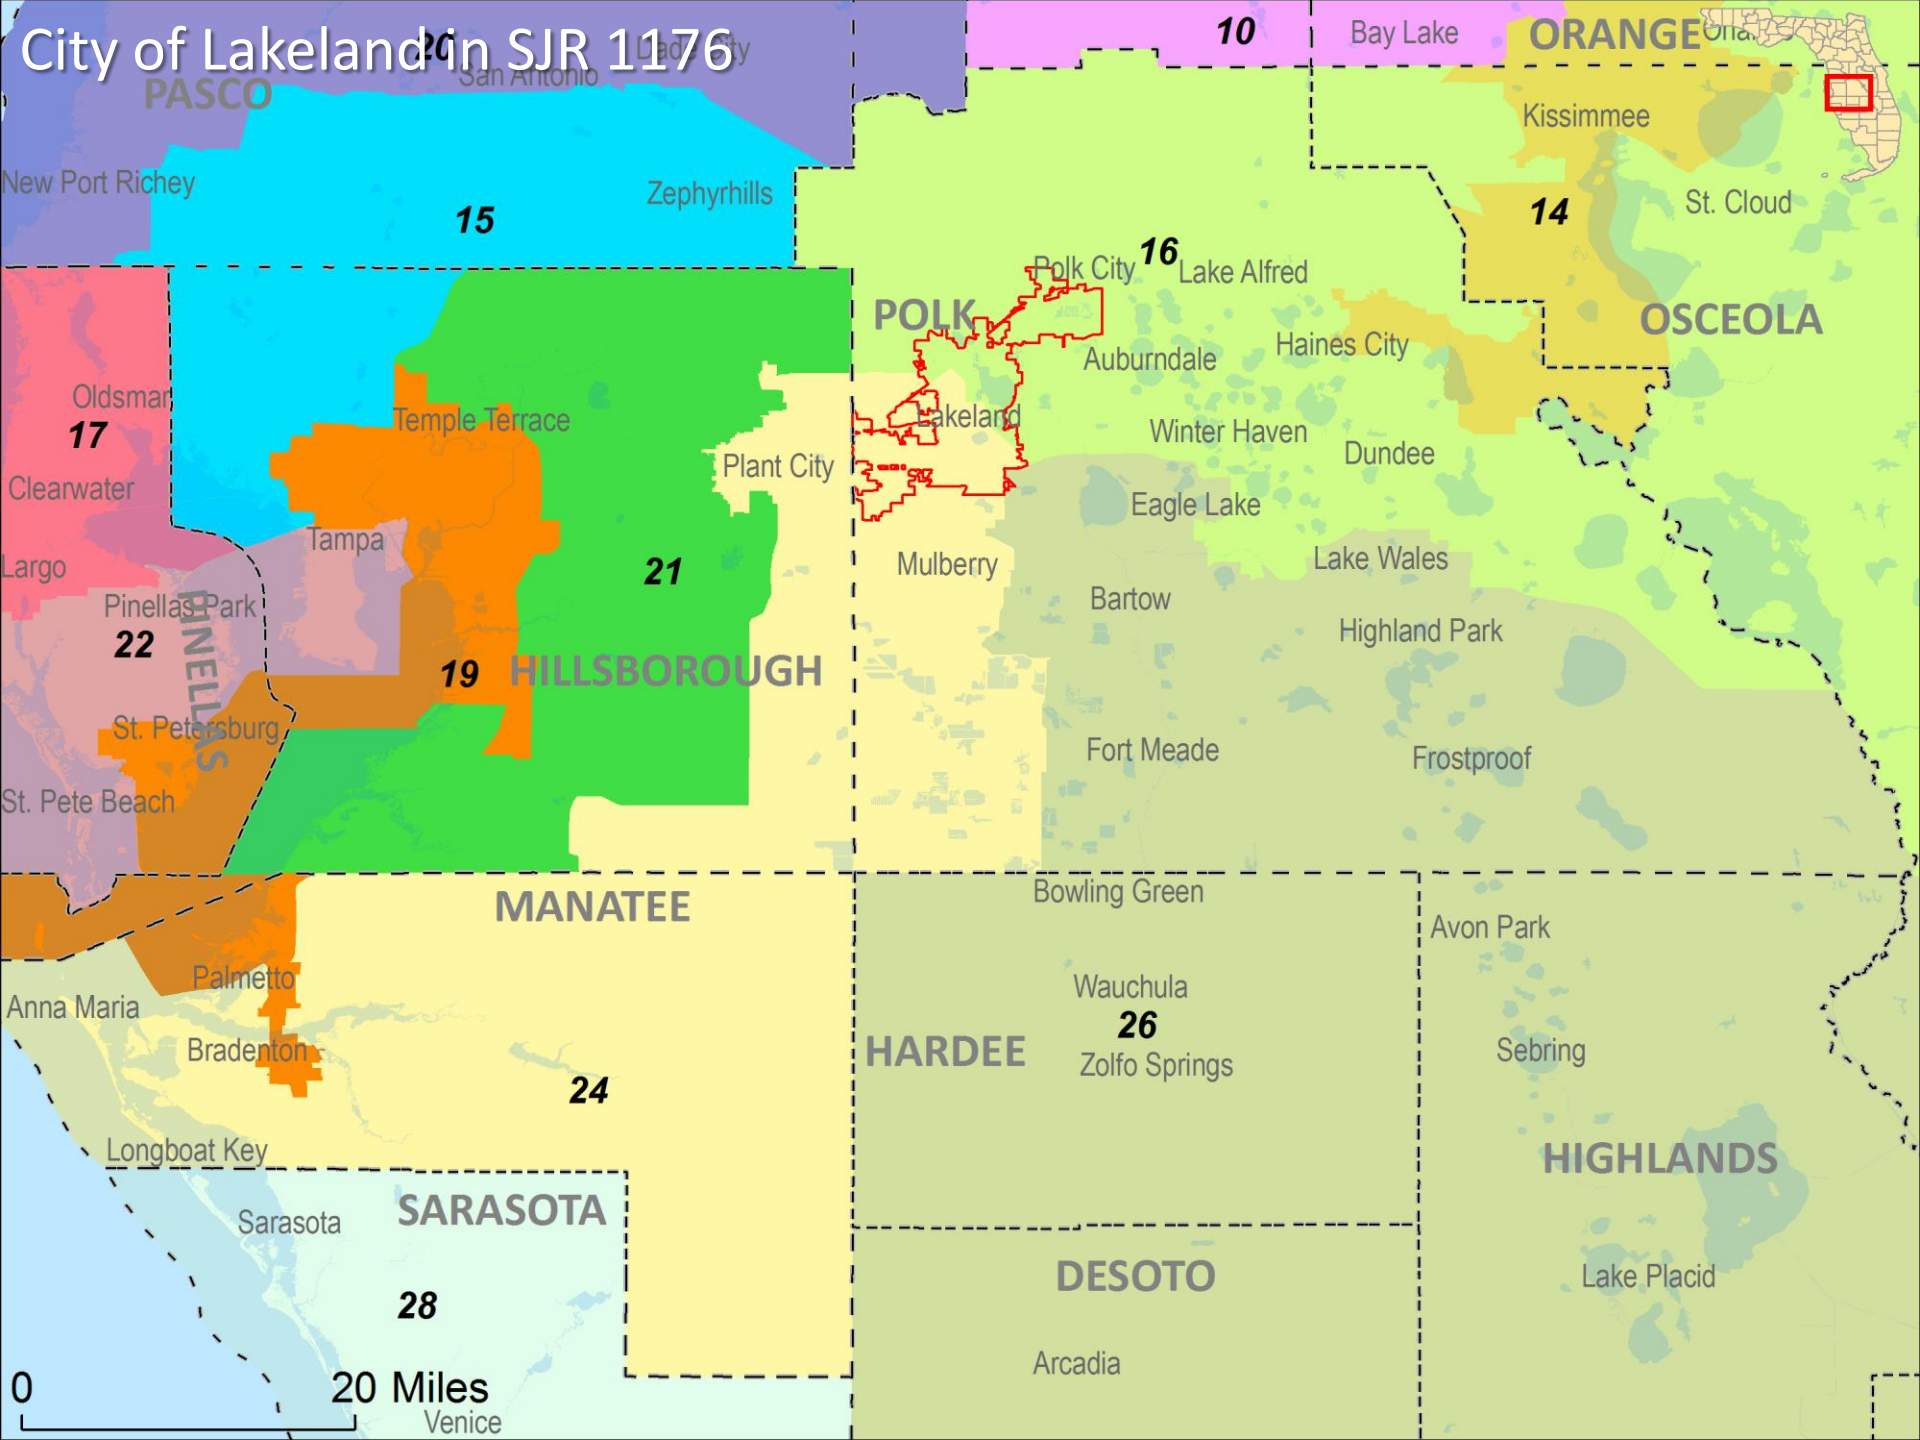 City of Lakeland in SJR 1176
20
Dade City
San Antonio
PASCO
10
Bay Lake
ORANGE
Kissimmee
New Port Richey
15
Zephyrhills
14
St. Cloud
Polk City
16
Lake Alfred
POLK
OSCEOLA
Auburndale
Haines City
Oldsmar
17
Temple Terrace
Lakeland
Winter Haven
Dundee
Plant City
Clearwater
Eagle Lake
Tampa
Largo
21
Mulberry
Lake Wales
Pinellas Park
22
PINELLAS
Bartow
Highland Park
19
HILLSBOROUGH
St. Petersburg
Fort Meade
Frostproof
St. Pete Beach
MANATEE
Bowling Green
Avon Park
Palmetto
Anna Maria
Wauchula
26
Bradenton
HARDEE
Zolfo Springs
Sebring
24
Longboat Key
HIGHLANDS
SARASOTA
Sarasota
DESOTO
Lake Placid
28
Arcadia
0
20 Miles
Venice